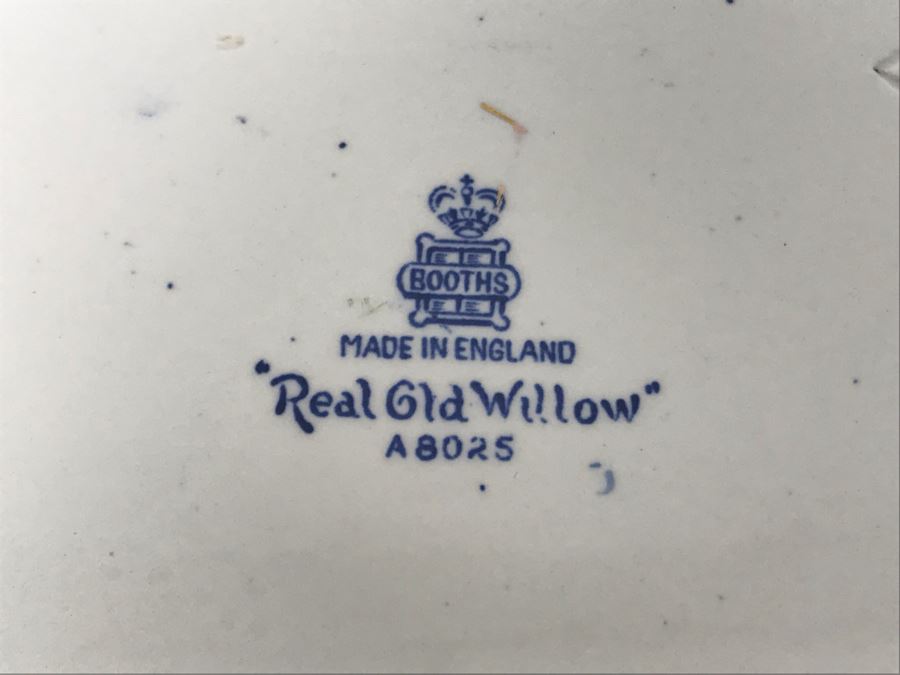 BOOTHS
MADE IN ENGLAND
"Real Old Willow"
A8025